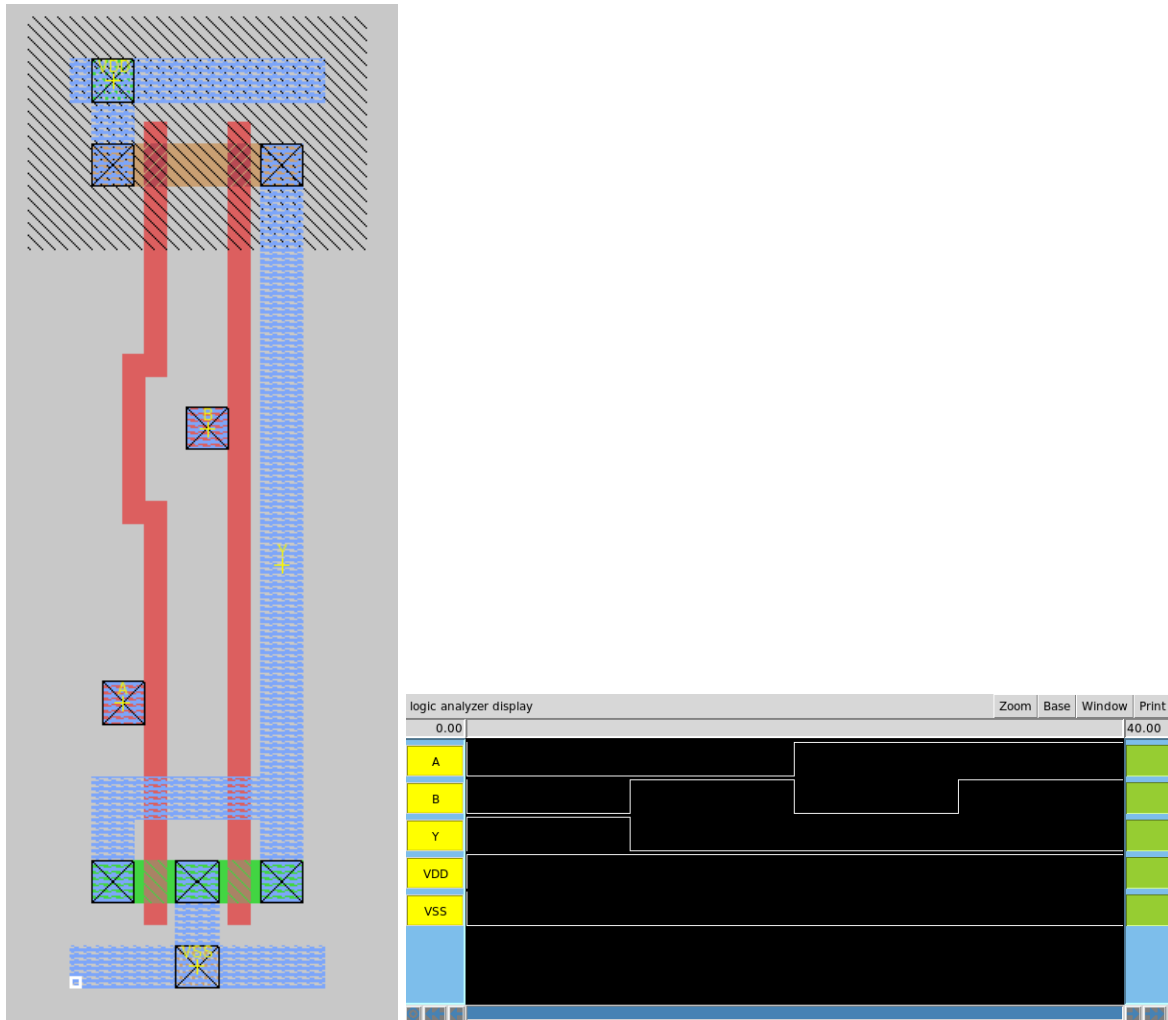 VDD
B
Y
A
VSS
logic analyzer display Zoom Base Window Print
0.00 40.00
A
B
Y
VDD
VSS